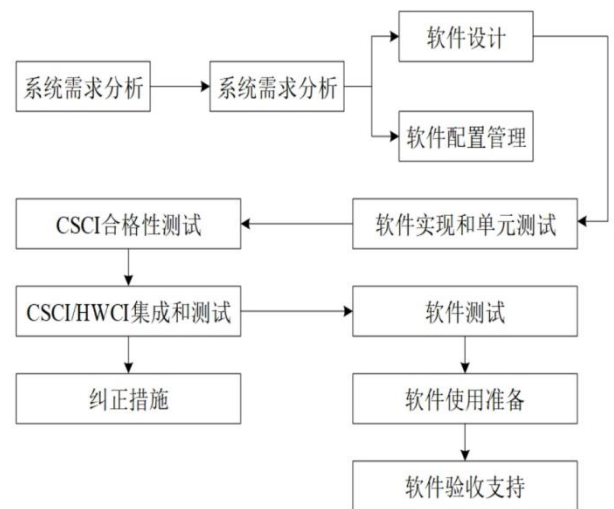 软件设计
系统需求分析
系统需求分析
软件配置管理
CSCI合格性测试
软件实现和单元测试
CSCI/HWCI集成和测试
软件测试
纠正措施
软件使用准备
软件验收支持